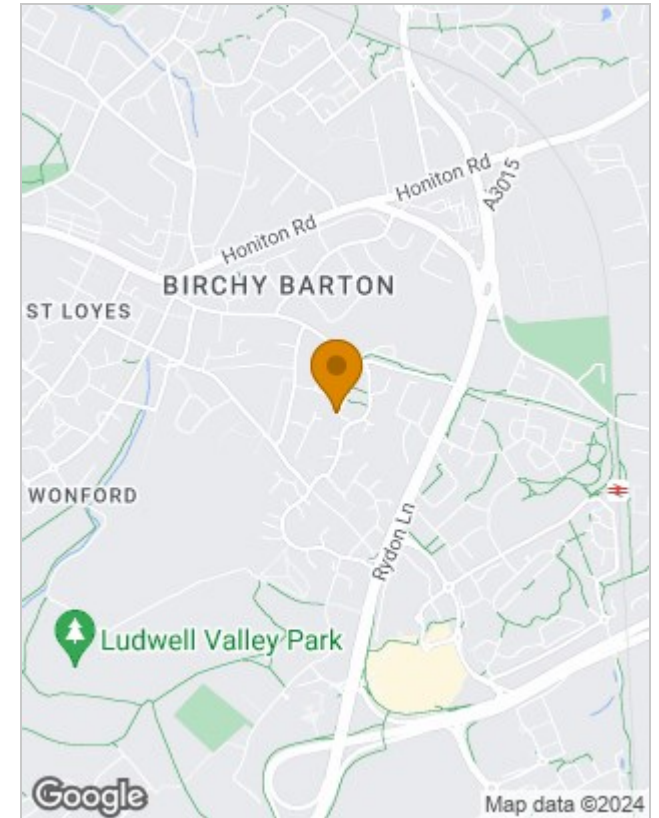 Honiton Rd
A3015
Honiton Rd
BIRCHY BARTON
ST LOYES
WONFORD
Rydon Ln
Ludwell Valley Park
Google
Map data ©2024